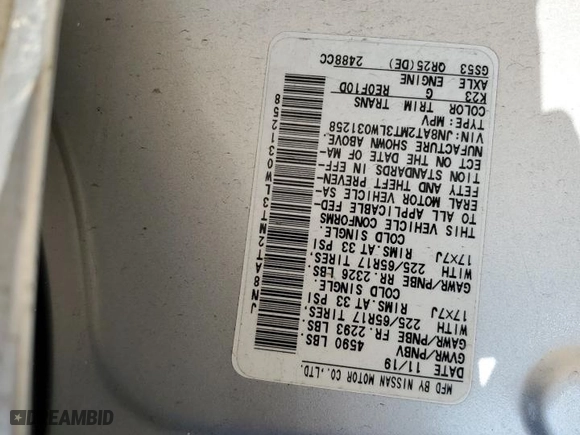 MFD BY NISSAN MOTOR CO.,LTD.
DATE 11/19
GVWR/PNBV
4590 LBS
GAWR/PNBE FR. 2293 LBS.
WITH 225/65R17 TIRES.
17X7J RIMS.AT 33 PSI
COLD SINGLE.
GAWR/PNBE RR. 2326 LBS.
WITH 225/65R17 TIRES.
17X7J RIMS.AT 33 PSI
COLD SINGLE.
THIS VEHICLE CONFORMS
TO ALL APPLICABLE FED-
ERAL MOTOR VEHICLE SA-
FETY AND THEFT PREVEN-
TION STANDARDS IN EFF-
ECT ON THE DATE OF MA-
NUFACTURE SHOWN ABOVE.
VIN: JN8AT2MT3LW031258
TYPE: MPV
COLOR TRIM TRANS
K23 G RE0F10D
AXLE ENGINE
GS53 QR25(DE) 2488CC
JN8AT2MT3LW031258
DREAMBID